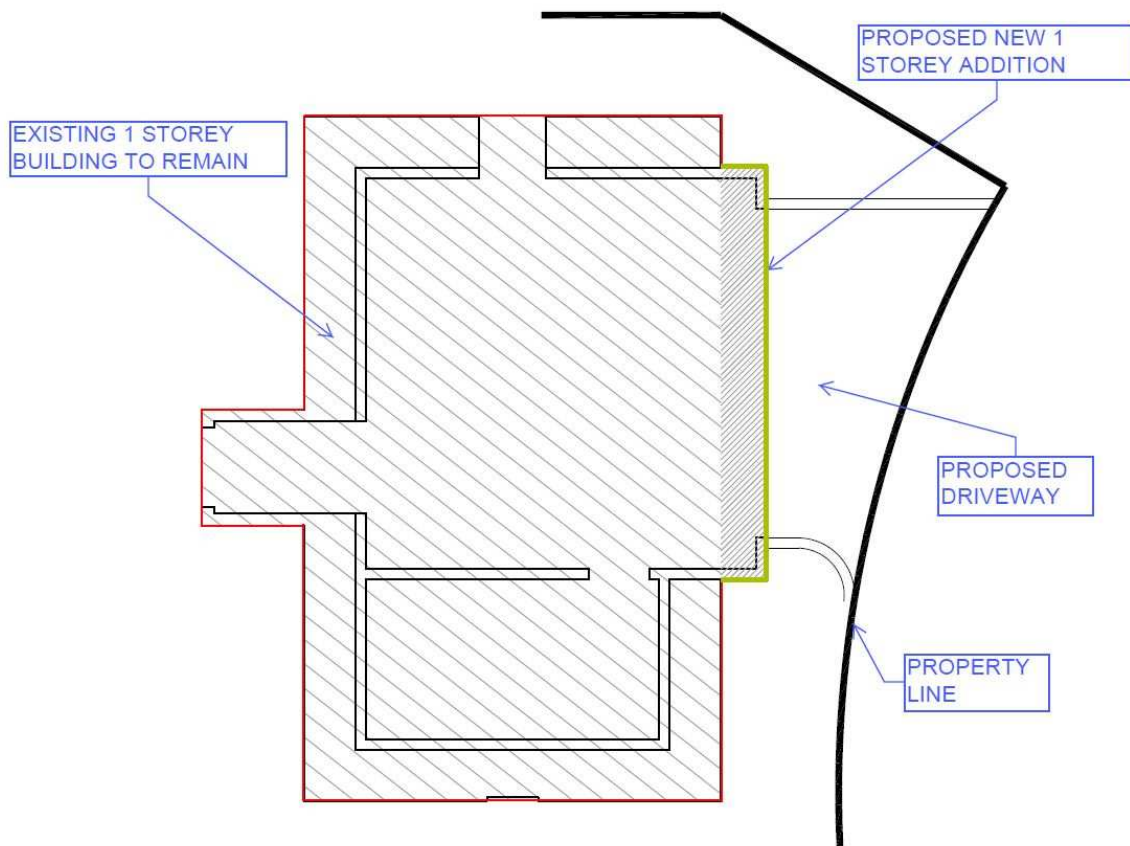 PROPOSED NEW 1
STOREY ADDITION
EXISTING 1 STOREY
BUILDING TO REMAIN
PROPOSED
DRIVEWAY
PROPERTY
LINE